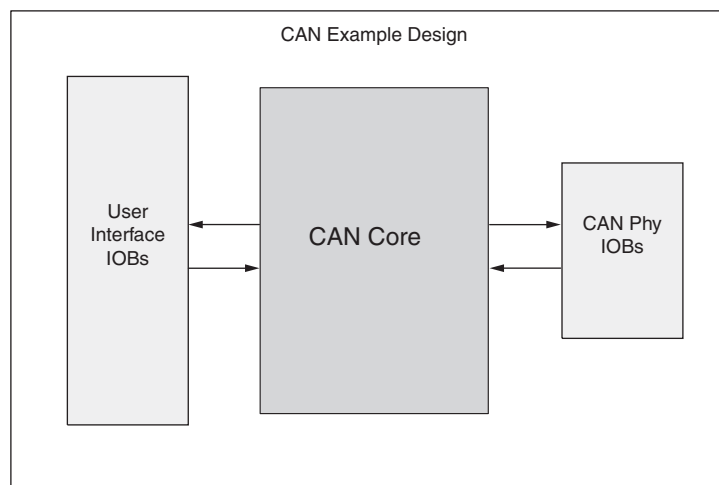 CAN Example Design
User
Interface
IOBs
CAN Core
CAN Phy
IOBs